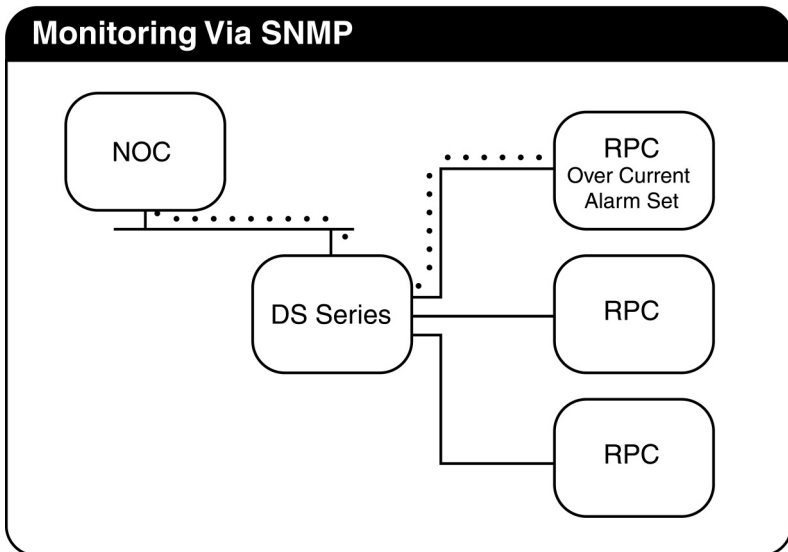 Monitoring Via SNMP
NOC
RPC
Over Current
Alarm Set
DS Series
RPC
RPC